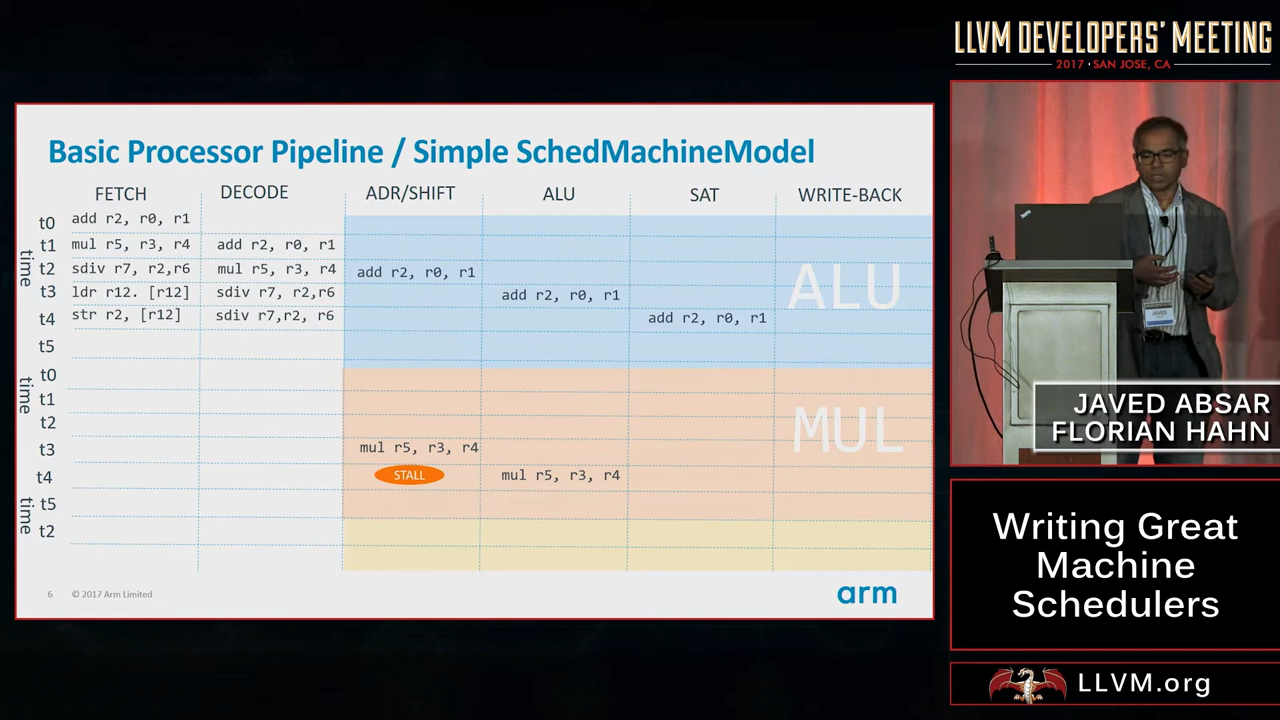 LLVM DEVELOPERS' MEETING
2017 · SAN JOSE, CA
Basic Processor Pipeline / Simple SchedMachineModel
FETCH DECODE ADR/SHIFT ALU SAT WRITE-BACK
t0 add r2, r0, r1
t1 mul r5, r3, r4 add r2, r0, r1
time
t2 sdiv r7, r2,r6 mul r5, r3, r4 add r2, r0, r1
ALU
t3 ldr r12. [r12] sdiv r7, r2,r6 add r2, r0, r1
t4 str r2, [r12] sdiv r7,r2, r6 add r2, r0, r1
t5
t0
time
t1
t2
MUL
t3 mul r5, r3, r4
t4 STALL mul r5, r3, r4
t5
time
t2
6 © 2017 Arm Limited
arm
JAVED ABSAR
FLORIAN HAHN
Writing Great
Machine
Schedulers
LLVM.org